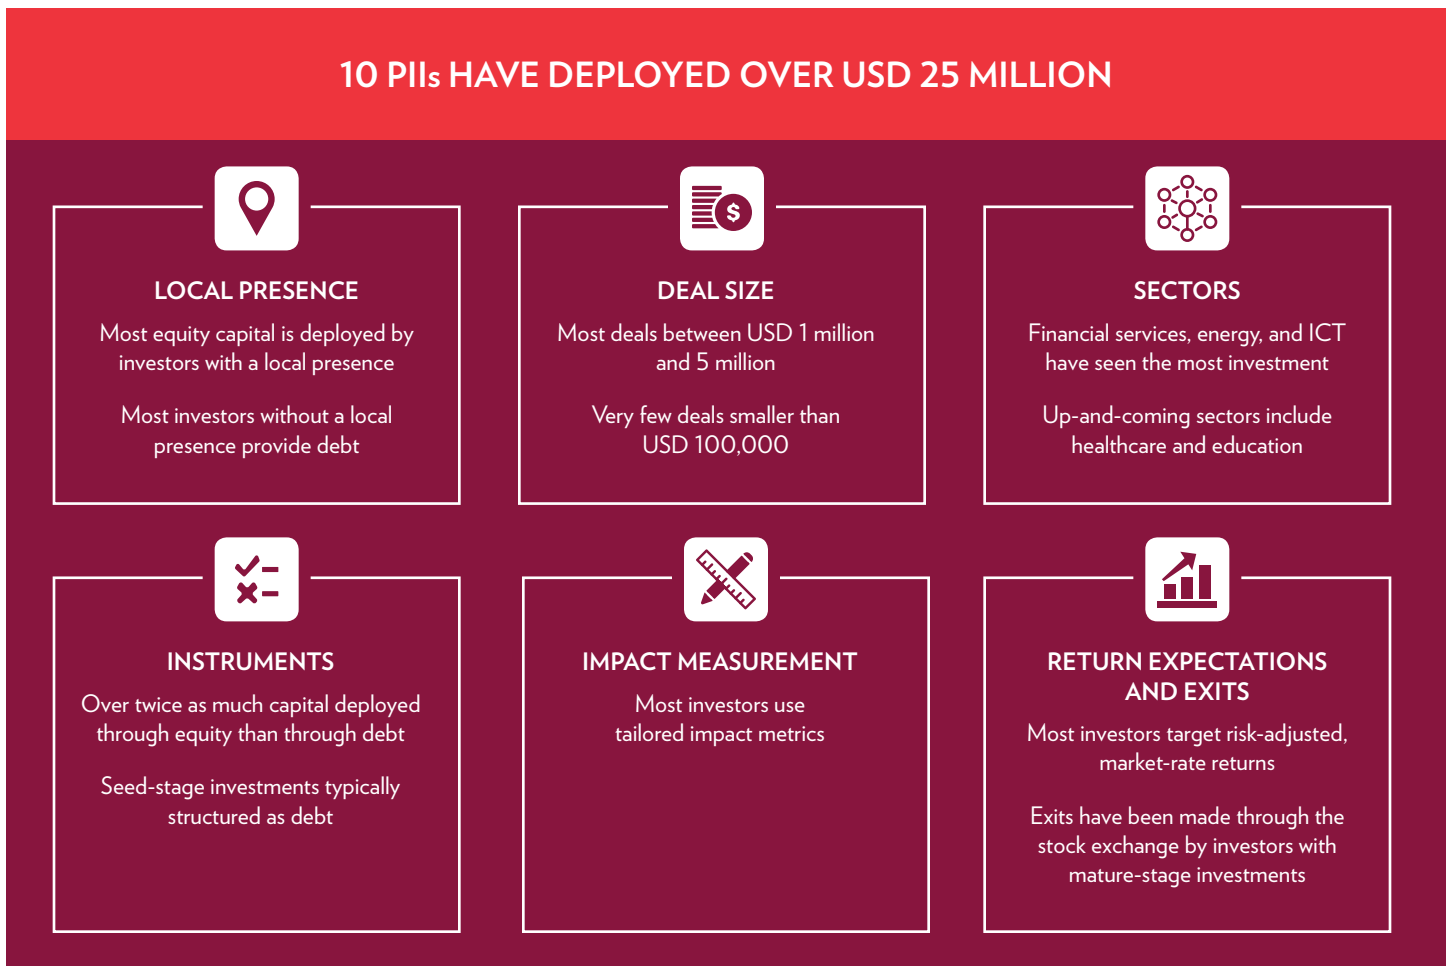 10 PIIs HAVE DEPLOYED OVER USD 25 MILLION
LOCAL PRESENCE
Most equity capital is deployed by
investors with a local presence
Most investors without a local
presence provide debt
$
DEAL SIZE
Most deals between USD 1 million
and 5 million
Very few deals smaller than
USD 100,000
SECTORS
Financial services, energy, and ICT
have seen the most investment
Up-and-coming sectors include
healthcare and education
INSTRUMENTS
Over twice as much capital deployed
through equity than through debt
Seed-stage investments typically
structured as debt
IMPACT MEASUREMENT
Most investors use
tailored impact metrics
RETURN EXPECTATIONS
AND EXITS
Most investors target risk-adjusted,
market-rate returns
Exits have been made through the
stock exchange by investors with
mature-stage investments